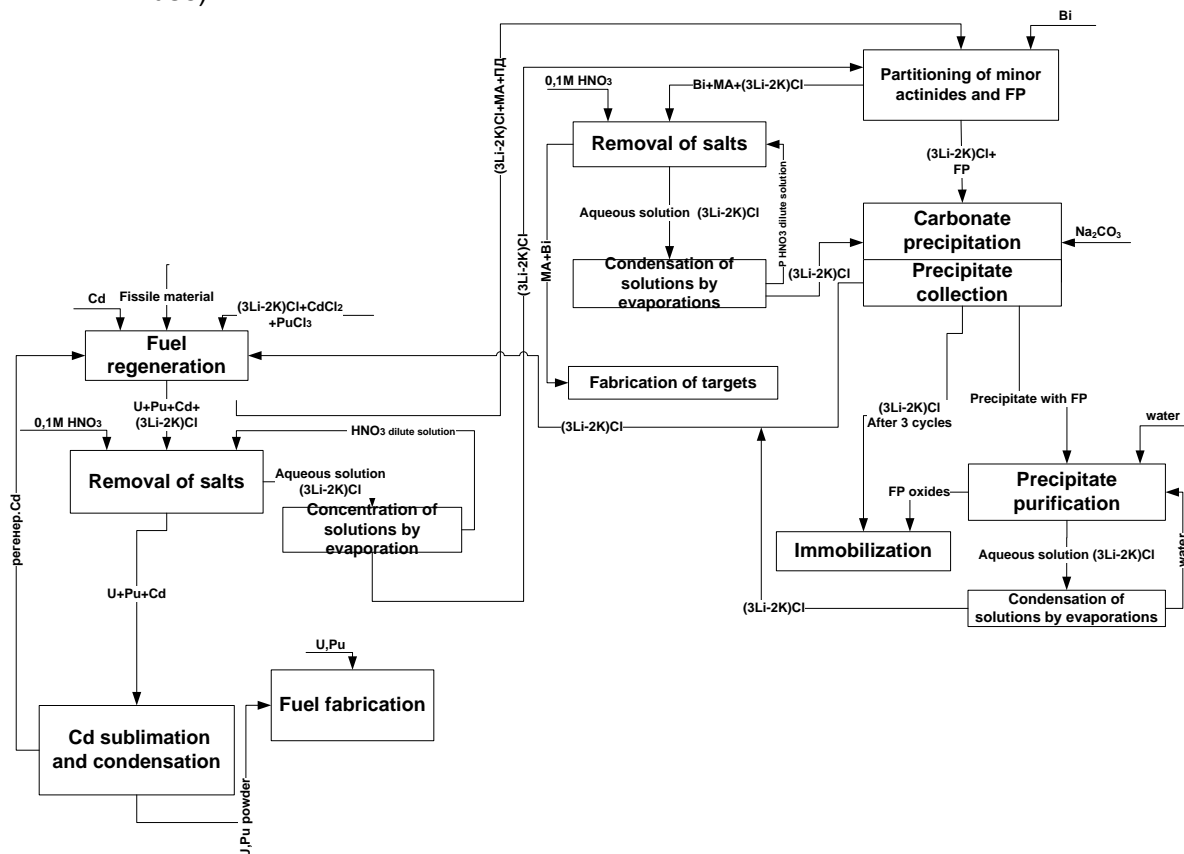 Bi
Partitioning of minor
actinides and FP
(3Li-2K)Cl+MA+ПД
(3Li-2K)Cl
0,1M HNO3
Bi+MA+(3Li-2K)Cl
Removal of salts
(3Li-2K)Cl+
FP
Aqueous solution (3Li-2K)Cl
P HNO3 dilute solution
MA+Bi
Carbonate
precipitation
Na2CO3
Precipitate
collection
Condensation of
solutions by
evaporations
(3Li-2K)Cl
Cd
Fissile material
(3Li-2K)Cl+CdCl2
+PuCl3
Fuel
regeneration
Fabrication of targets
U+Pu+Cd+
(3Li-2K)Cl
0,1M HNO3
HNO3 dilute solution
(3Li-2K)Cl
(3Li-2K)Cl
After 3 cycles
Precipitate with FP
water
Removal of salts
Aqueous solution
(3Li-2K)Cl
Concentration of
solutions by
evaporation
Precipitate
purification
FP oxides
Immobilization
Aqueous solution (3Li-2K)Cl
water
регенер.Cd
U+Pu+Cd
(3Li-2K)Cl
Condensation of
solutions by evaporations
U,Pu
Fuel fabrication
Cd sublimation
and condensation
U,Pu powder